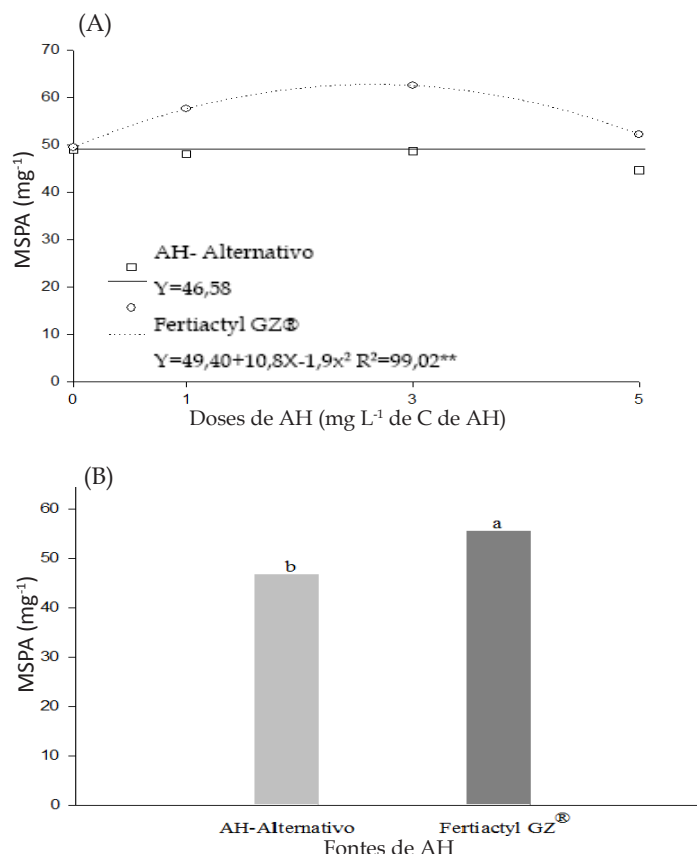 (A)
70
60
50
40
30
20
10
0
MSPA (mg⁻¹)
AH- Alternativo
Y=46,58
Fertiactyl GZ®
Y=49,40+10,8X-1,9x² R²=99,02**
0 1 3 5
Doses de AH (mg L⁻¹ de C de AH)
(B)
60
50
40
30
20
10
0
MSPA (mg⁻¹)
b
a
AH-Alternativo Fertiactyl GZ®
Fontes de AH